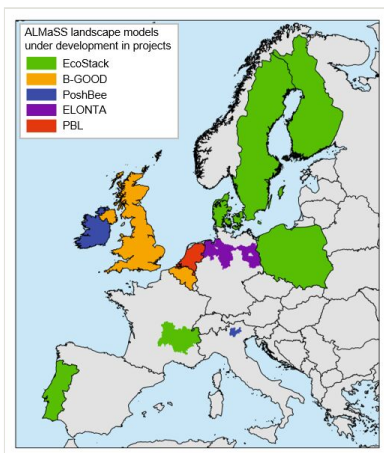 ALMaSS landscape models
under development in projects
EcoStack
B-GOOD
PoshBee
ELONTA
PBL